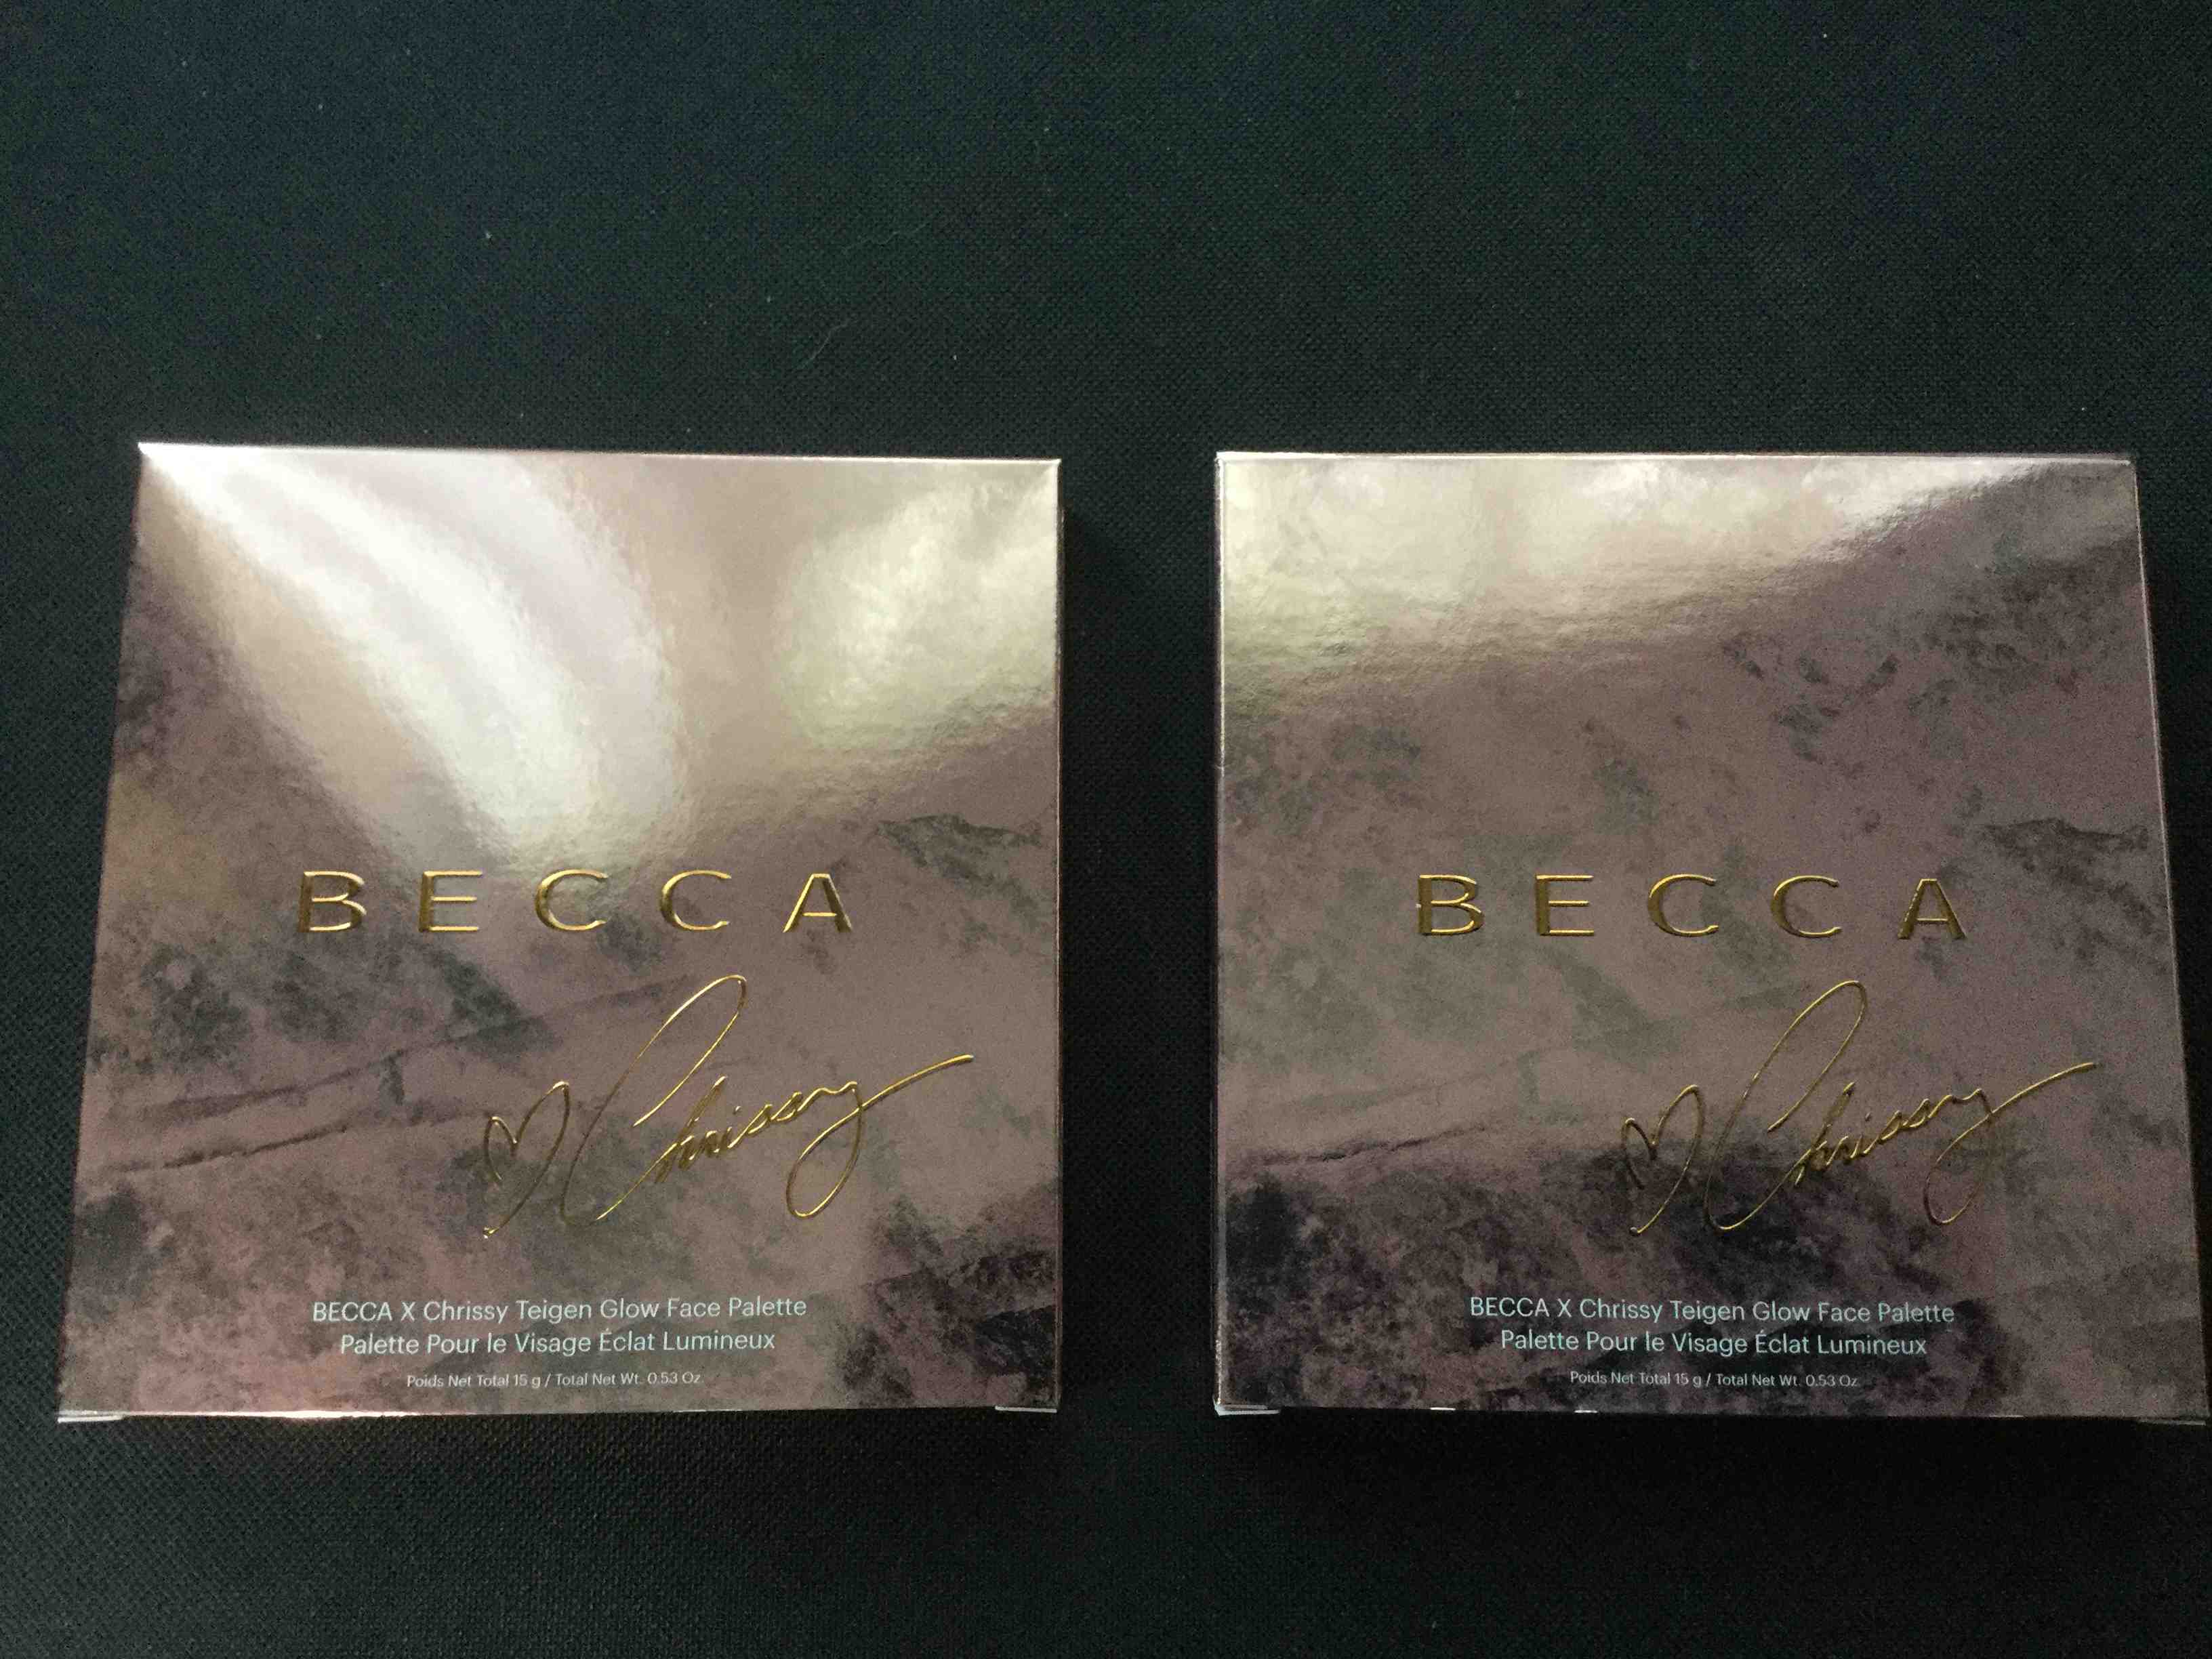 BECCA
♡Chrissy
BECCA X Chrissy Teigen Glow Face Palette
Palette Pour le Visage Éclat Lumineux
Poids Net Total 15 g / Total Net Wt. 0.53 Oz.
BECCA
♡Chrissy
BECCA X Chrissy Teigen Glow Face Palette
Palette Pour le Visage Éclat Lumineux
Poids Net Total 15 g / Total Net Wt. 0.53 Oz.